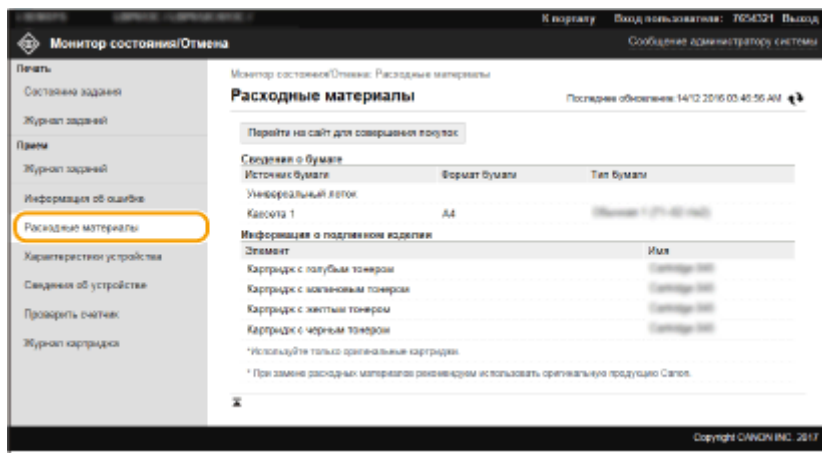 К порталу Вход пользователя: 7654321 Выход
Монитор состояния/Отмена Сообщение администратору системы
Печать
Состояние заданий
Журнал заданий
Прием
Журнал заданий
Информация об ошибке
Расходные материалы
Характеристики устройства
Сведения об устройстве
Проверить счетчик
Журнал картриджа
Монитор состояния/Отмена: Расходные материалы
Расходные материалы Последнее обновление: 14/12 2016 03:46:56 AM
Перейти на сайт для совершения покупок
Сведения о бумаге
Источник бумаги Формат бумаги Тип бумаги
Универсальный лоток
Кассета 1 A4
Информация о подлинном изделии
Элемент Имя
Картридж с голубым тонером
Картридж с малиновым тонером
Картридж с желтым тонером
Картридж с черным тонером
*Используйте только оригинальные картриджи.
* При замене расходных материалов рекомендуем использовать оригинальную продукцию Canon.
Copyright CANON INC. 2017